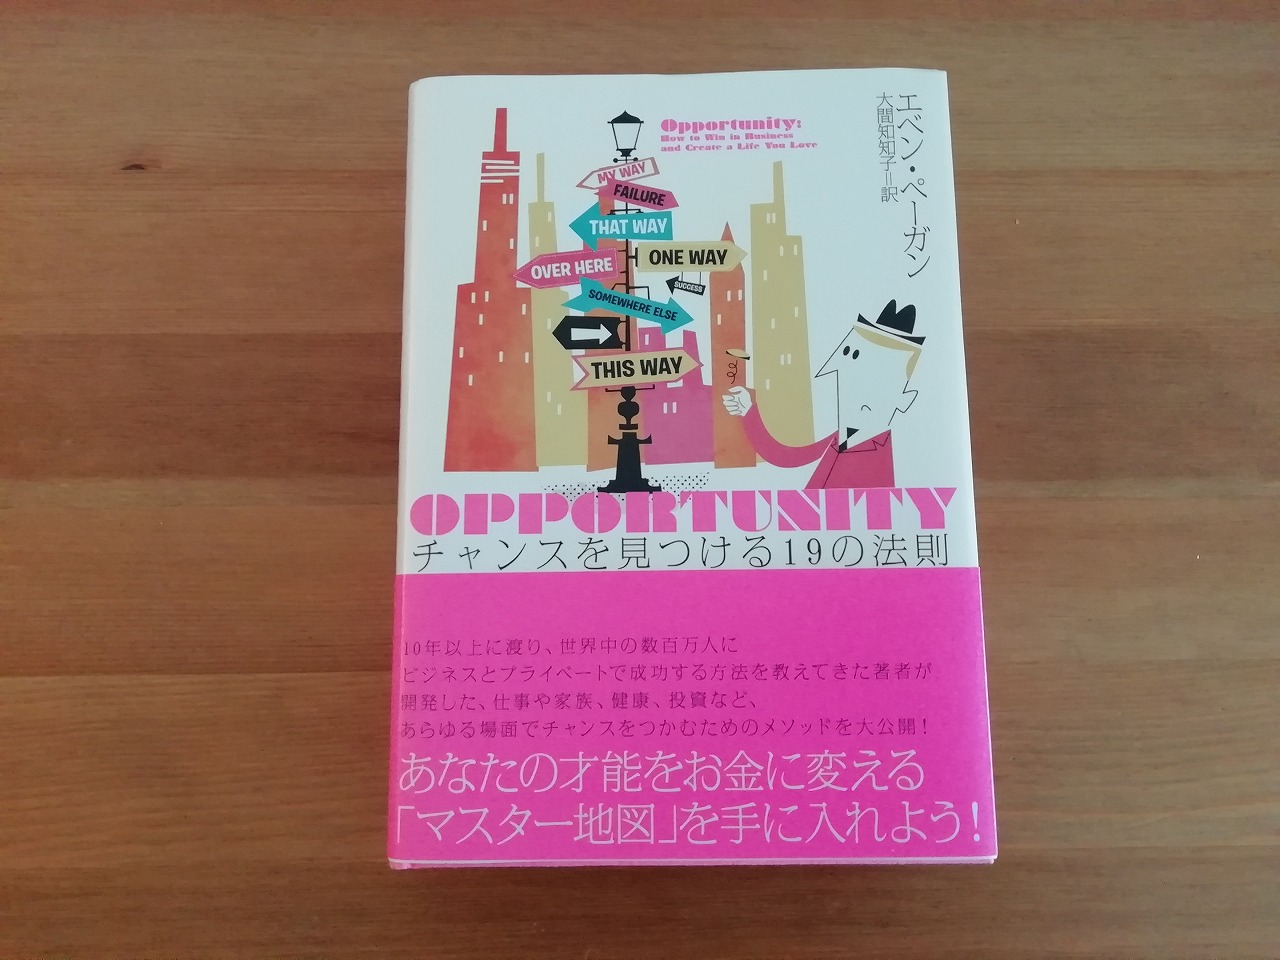 Opportunity:
How to Win in Business
and Create a Life You Love
エベン・ペーガン
大間知知子=訳
MY WAY
FAILURE
THAT WAY
ONE WAY
OVER HERE
SUCCESS
SOMEWHERE ELSE
THIS WAY
OPPORTUNITY
チャンスを見つける19の法則
10年以上に渡り、世界中の数百万人に
ビジネスとプライベートで成功する方法を教えてきた著者が
開発した、仕事や家族、健康、投資など、
あらゆる場面でチャンスをつかむためのメソッドを大公開!
あなたの才能をお金に変える
「マスター地図」を手に入れよう!